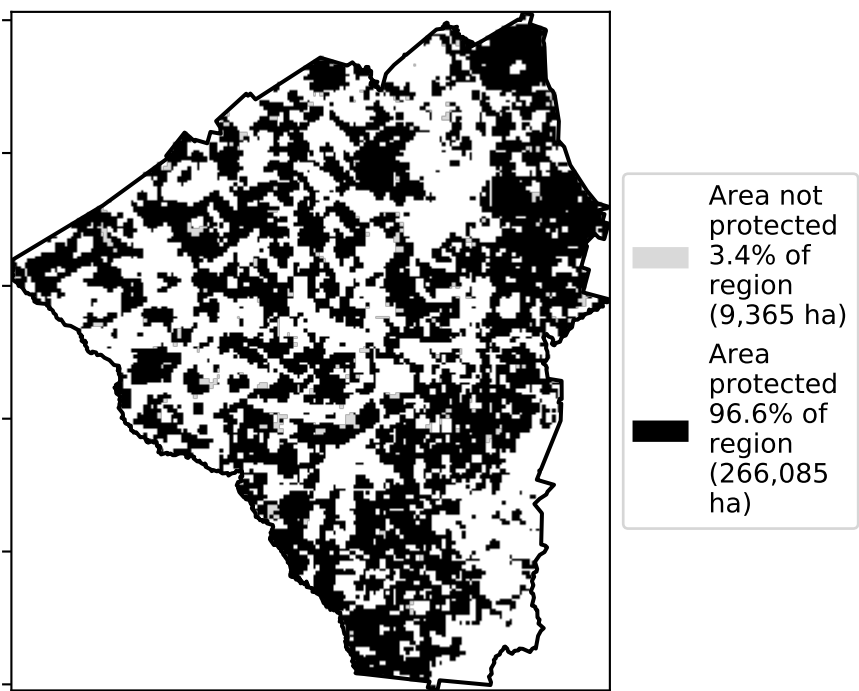 Area not
protected
3.4% of
region
(9,365 ha)
Area
protected
96.6% of
region
(266,085
ha)